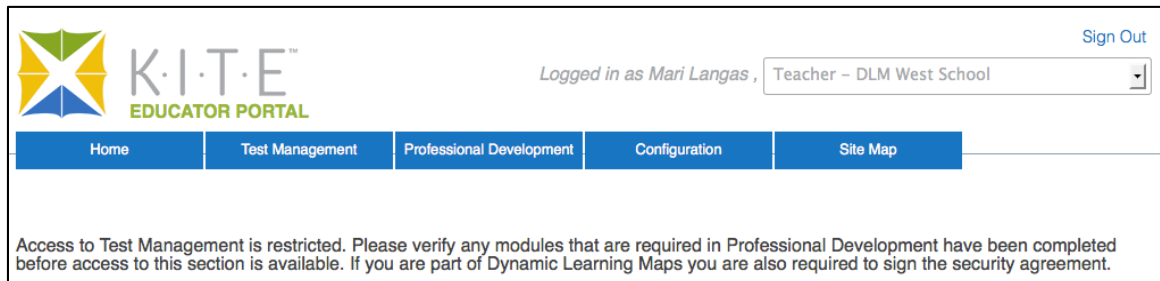 Sign Out
K·I·T·E™
EDUCATOR PORTAL
Logged in as Mari Langas , Teacher – DLM West School
Home Test Management Professional Development Configuration Site Map
Access to Test Management is restricted. Please verify any modules that are required in Professional Development have been completed
before access to this section is available. If you are part of Dynamic Learning Maps you are also required to sign the security agreement.